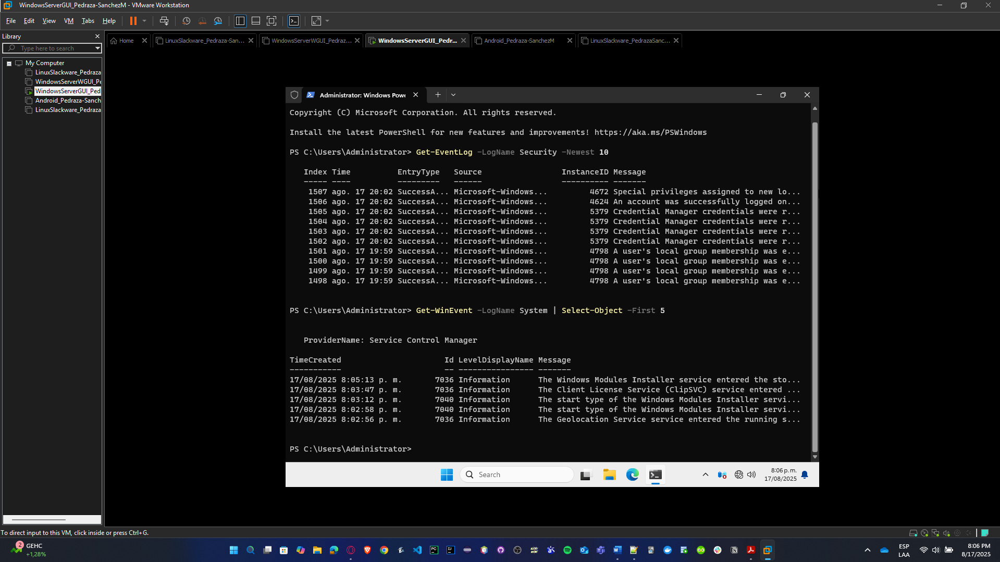 WindowsServerGUI_Pedraza-SanchezM - VMware Workstation
File Edit View VM Tabs Help
Library
Type here to search
My Computer
LinuxSlackware_Pedraza
WindowsServerWGUI_Pe
WindowsServerGUI_Ped
Android_Pedraza-Sanch
LinuxSlackware_Pedraza
Home LinuxSlackware_Pedraza-San... WindowsServerWGUI_Pedraz... WindowsServerGUI_Pedr... Android_Pedraza-SanchezM LinuxSlackware_PedrazaSanc...
Administrator: Windows Powe
Copyright (C) Microsoft Corporation. All rights reserved.
Install the latest PowerShell for new features and improvements! https://aka.ms/PSWindows
PS C:\Users\Administrator> Get-EventLog -LogName Security -Newest 10
Index Time EntryType Source InstanceID Message
----- ---- --------- ------ ---------- -------
1507 ago. 17 20:02 SuccessA... Microsoft-Windows... 4672 Special privileges assigned to new lo...
1506 ago. 17 20:02 SuccessA... Microsoft-Windows... 4624 An account was successfully logged on...
1505 ago. 17 20:02 SuccessA... Microsoft-Windows... 5379 Credential Manager credentials were r...
1504 ago. 17 20:02 SuccessA... Microsoft-Windows... 5379 Credential Manager credentials were r...
1503 ago. 17 20:02 SuccessA... Microsoft-Windows... 5379 Credential Manager credentials were r...
1502 ago. 17 20:02 SuccessA... Microsoft-Windows... 5379 Credential Manager credentials were r...
1501 ago. 17 19:59 SuccessA... Microsoft-Windows... 4798 A user's local group membership was e...
1500 ago. 17 19:59 SuccessA... Microsoft-Windows... 4798 A user's local group membership was e...
1499 ago. 17 19:59 SuccessA... Microsoft-Windows... 4798 A user's local group membership was e...
1498 ago. 17 19:59 SuccessA... Microsoft-Windows... 4798 A user's local group membership was e...
PS C:\Users\Administrator> Get-WinEvent -LogName System | Select-Object -First 5
ProviderName: Service Control Manager
TimeCreated Id LevelDisplayName Message
----------- -- ---------------- -------
17/08/2025 8:05:13 p. m. 7036 Information The Windows Modules Installer service entered the sto...
17/08/2025 8:03:47 p. m. 7036 Information The Client License Service (ClipSVC) service entered ...
17/08/2025 8:03:12 p. m. 7040 Information The start type of the Windows Modules Installer servi...
17/08/2025 8:02:58 p. m. 7040 Information The start type of the Windows Modules Installer servi...
17/08/2025 8:02:56 p. m. 7036 Information The Geolocation Service service entered the running s...
PS C:\Users\Administrator>
Search
8:06 p. m.
17/08/2025
To direct input to this VM, click inside or press Ctrl+G.
2
GEHC
+1,28%
PC
IJ
ESP
LAA
8:06 PM
8/17/2025